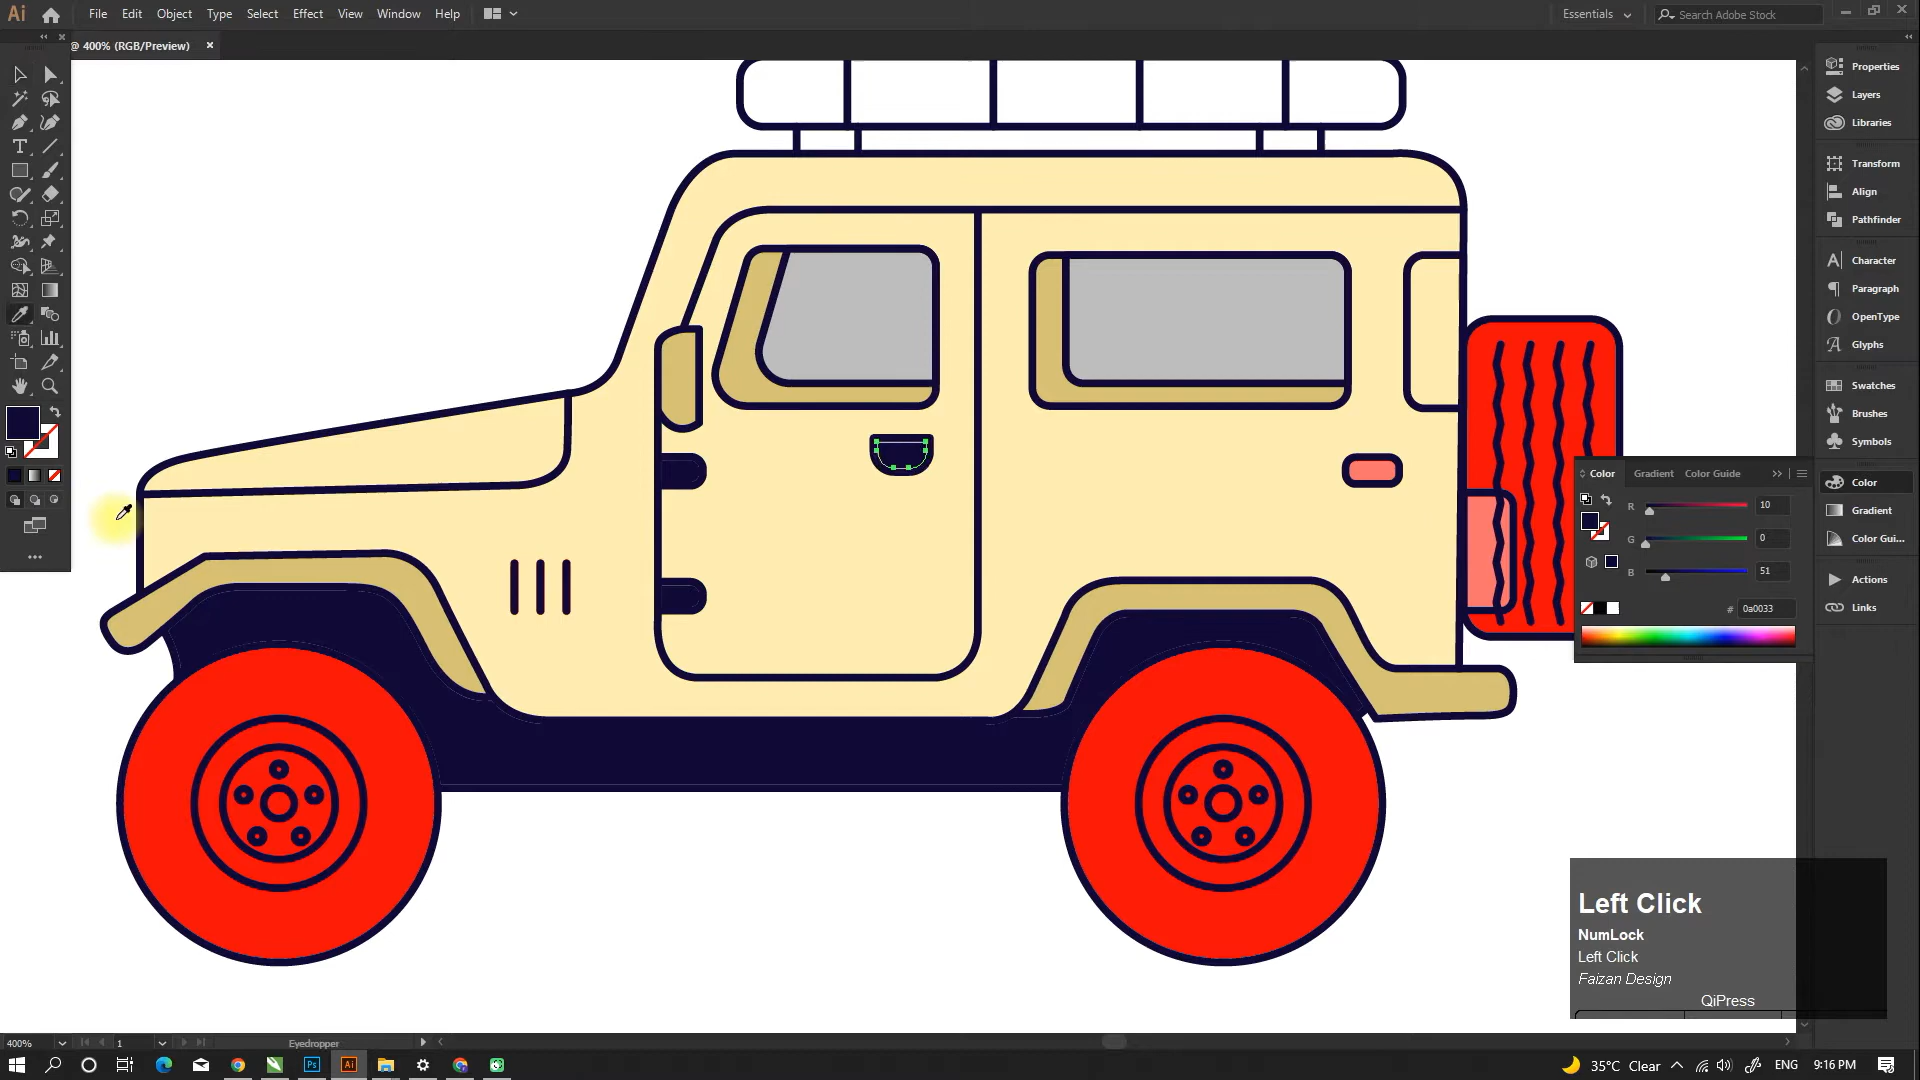 Ai File Edit Object Type Select Effect View Window Help Essentials Search Adobe Stock
@ 400% (RGB/Preview) ×
Properties
Layers
Libraries
Transform
Align
Pathfinder
Character
Paragraph
OpenType
Glyphs
Swatches
Brushes
Symbols
Color Gradient Color Guide
R 10
G 0
B 51
# 0a0033
Color
Gradient
Color Gui...
Actions
Links
Left Click
NumLock
Left Click
Faizan Design
QiPress
400% 1 Eyedropper
Ps Ai 35°C Clear ENG 9:16 PM